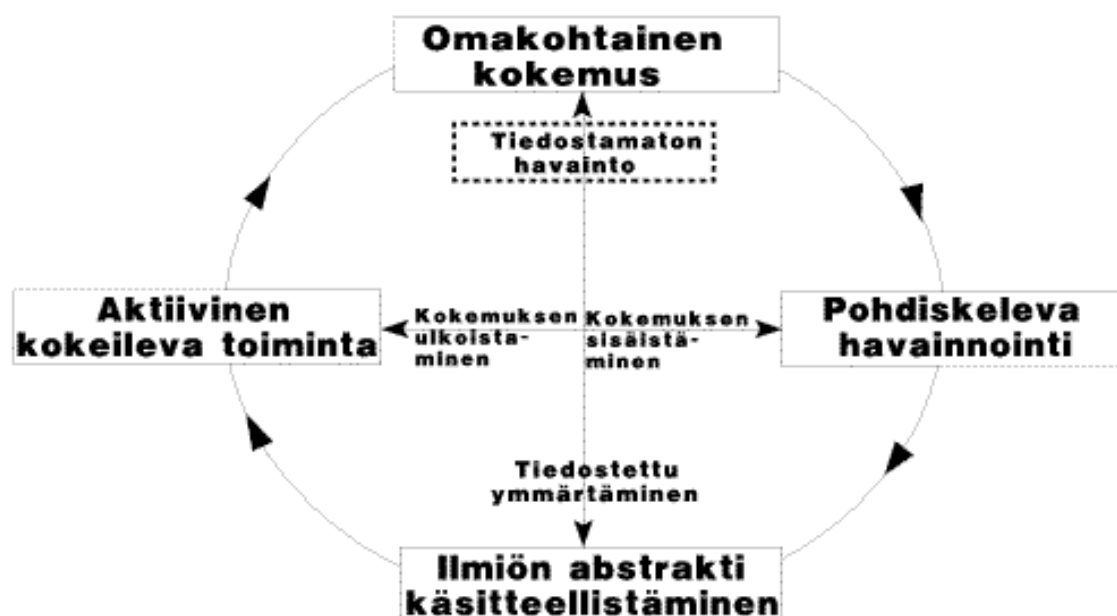 Omakohtainen
kokemus
Tiedostamaton
havainto
Aktiivinen
kokeileva toiminta
Kokemuksen
ulkoista-
minen
Kokemuksen
sisäistä-
minen
Pohdiskeleva
havainnointi
Tiedostettu
ymmärtäminen
Ilmiön abstrakti
käsitteellistäminen